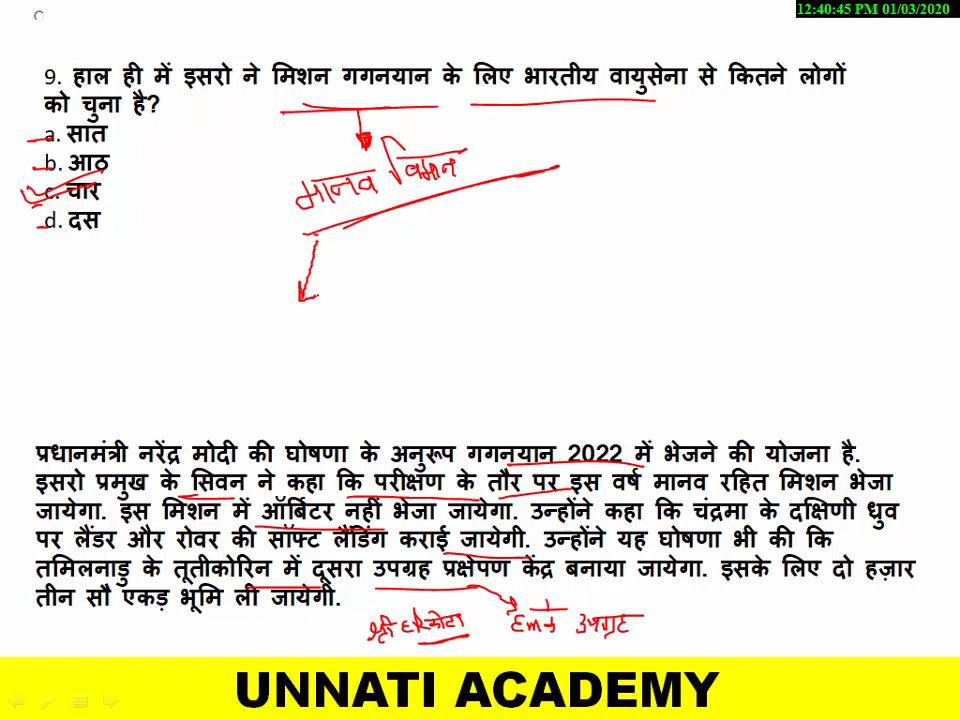 12:40:45 PM 01/03/2020
9. हाल ही में इसरो ने मिशन गगनयान के लिए भारतीय वायुसेना से कितने लोगों
को चुना है?
a. सात
b. आठ
c. चार
d. दस
मानव विमान
प्रधानमंत्री नरेंद्र मोदी की घोषणा के अनुरूप गगनयान 2022 में भेजने की योजना है.
इसरो प्रमुख के सिवन ने कहा कि परीक्षण के तौर पर इस वर्ष मानव रहित मिशन भेजा
जायेगा. इस मिशन में ऑर्बिटर नहीं भेजा जायेगा. उन्होंने कहा कि चंद्रमा के दक्षिणी ध्रुव
पर लैंडर और रोवर की सॉफ्ट लैंडिंग कराई जायेगी. उन्होंने यह घोषणा भी की कि
तमिलनाडु के तूतीकोरिन में दूसरा उपग्रह प्रक्षेपण केंद्र बनाया जायेगा. इसके लिए दो हज़ार
तीन सौ एकड़ भूमि ली जायेगी.
श्री हरिकोटा उपग्रह
UNNATI ACADEMY